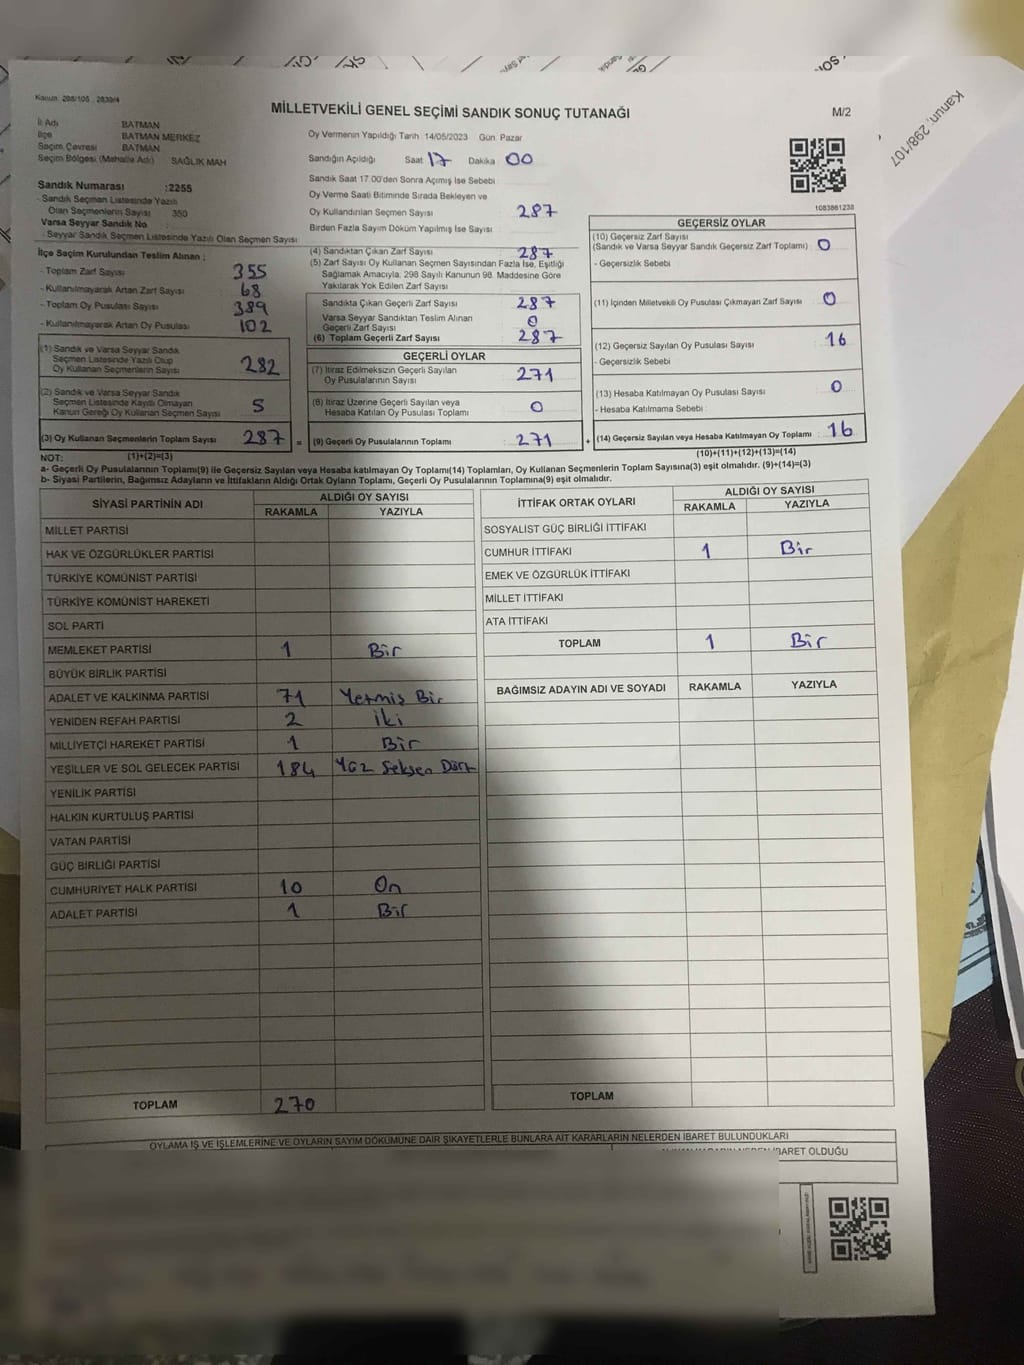 Kanun: 298/105 , 2839/4
MİLLETVEKİLİ GENEL SEÇİMİ SANDIK SONUÇ TUTANAĞI
M/2
Kanun: 298/107
İl Adı BATMAN
İlçe BATMAN MERKEZ
Seçim Çevresi BATMAN
Seçim Bölgesi (Mahalle Adı) SAĞLIK MAH
Sandık Numarası :2255
- Sandık Seçmen Listesinde Yazılı
Olan Seçmenlerin Sayısı 350
Varsa Seyyar Sandık No
- Seyyar Sandık Seçmen Listesinde Yazılı Olan Seçmen Sayısı
Oy Vermenin Yapıldığı Tarih 14/05/2023 Gün Pazar
Sandığın Açıldığı Saat 17 Dakika 00
Sandık Saat 17.00'den Sonra Açılmış İse Sebebi
Oy Verme Saati Bitiminde Sırada Bekleyen ve
Oy Kullandırılan Seçmen Sayısı 287
Birden Fazla Sayım Döküm Yapılmış İse Sayısı :
1083861238
İlçe Seçim Kurulundan Teslim Alınan ;
- Toplam Zarf Sayısı 355
- Kullanılmayarak Artan Zarf Sayısı 68
- Toplam Oy Pusulası Sayısı 389
- Kullanılmayarak Artan Oy Pusulası 102
(1) Sandık ve Varsa Seyyar Sandık
Seçmen Listesinde Yazılı Olup
Oy Kullanan Seçmenlerin Sayısı 282
(2) Sandık ve Varsa Seyyar Sandık
Seçmen Listesinde Kayıtlı Olmayan
Kanun Gereği Oy Kullanan Seçmen Sayısı 5
(3) Oy Kullanan Seçmenlerin Toplam Sayısı 287 =
(4) Sandıktan Çıkan Zarf Sayısı 287
(5) Zarf Sayısı Oy Kullanan Seçmen Sayısından Fazla İse, Eşitliği
Sağlamak Amacıyla, 298 Sayılı Kanunun 98. Maddesine Göre
Yakılarak Yok Edilen Zarf Sayısı
Sandıkta Çıkan Geçerli Zarf Sayısı 287
Varsa Seyyar Sandıktan Teslim Alınan
Geçerli Zarf Sayısı 0
(6) Toplam Geçerli Zarf Sayısı 287
GEÇERLİ OYLAR
(7) İtiraz Edilmeksizin Geçerli Sayılan
Oy Pusulalarının Sayısı 271
(8) İtiraz Üzerine Geçerli Sayılan veya
Hesaba Katılan Oy Pusulası Toplamı 0
(9) Geçerli Oy Pusulalarının Toplamı : 271 +
GEÇERSİZ OYLAR
(10) Geçersiz Zarf Sayısı
(Sandık ve Varsa Seyyar Sandık Geçersiz Zarf Toplamı) : 0
- Geçersizlik Sebebi
(11) İçinden Milletvekili Oy Pusulası Çıkmayan Zarf Sayısı 0
(12) Geçersiz Sayılan Oy Pusulası Sayısı 16
- Geçersizlik Sebebi
(13) Hesaba Katılmayan Oy Pusulası Sayısı 0
- Hesaba Katılmama Sebebi :
(14) Geçersiz Sayılan veya Hesaba Katılmayan Oy Toplamı : 16
NOT: (1)+(2)=(3) (10)+(11)+(12)+(13)=(14)
a- Geçerli Oy Pusulalarının Toplamı(9) ile Geçersiz Sayılan veya Hesaba katılmayan Oy Toplamı(14) Toplamları, Oy Kullanan Seçmenlerin Toplam Sayısına(3) eşit olmalıdır. (9)+(14)=(3)
b- Siyasi Partilerin, Bağımsız Adayların ve İttifakların Aldığı Ortak Oyların Toplamı, Geçerli Oy Pusulalarının Toplamına(9) eşit olmalıdır.
SİYASİ PARTİNİN ADI ALDIĞI OY SAYISI
RAKAMLA YAZIYLA
MİLLET PARTİSİ
HAK VE ÖZGÜRLÜKLER PARTİSİ
TÜRKİYE KOMÜNİST PARTİSİ
TÜRKİYE KOMÜNİST HAREKETİ
SOL PARTİ
MEMLEKET PARTİSİ 1 Bir
BÜYÜK BİRLİK PARTİSİ
ADALET VE KALKINMA PARTİSİ 71 Yetmiş Bir
YENİDEN REFAH PARTİSİ 2 iki
MİLLİYETÇİ HAREKET PARTİSİ 1 Bir
YEŞİLLER VE SOL GELECEK PARTİSİ 184 Yüz Seksen Dört
YENİLİK PARTİSİ
HALKIN KURTULUŞ PARTİSİ
VATAN PARTİSİ
GÜÇ BİRLİĞİ PARTİSİ
CUMHURİYET HALK PARTİSİ 10 On
ADALET PARTİSİ 1 Bir
TOPLAM 270
İTTİFAK ORTAK OYLARI ALDIĞI OY SAYISI
RAKAMLA YAZIYLA
SOSYALİST GÜÇ BİRLİĞİ İTTİFAKI
CUMHUR İTTİFAKI 1 Bir
EMEK VE ÖZGÜRLÜK İTTİFAKI
MİLLET İTTİFAKI
ATA İTTİFAKI
TOPLAM 1 Bir
BAĞIMSIZ ADAYIN ADI VE SOYADI RAKAMLA YAZIYLA
TOPLAM
OYLAMA İŞ VE İŞLEMLERİNE VE OYLARIN SAYIM DÖKÜMÜNE DAİR ŞİKAYETLERLE BUNLARA AİT KARARLARIN NELERDEN İBARET BULUNDUKLARI
İBARET OLDUĞU